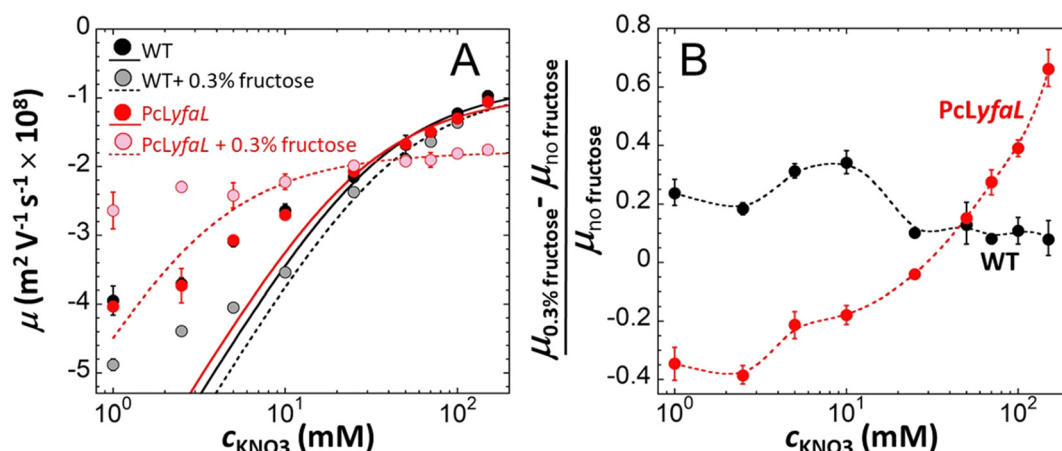 A
0
-1
-2
-3
-4
-5
μ (m² V⁻¹s⁻¹ × 10⁸)
WT
WT+ 0.3% fructose
PcLyfaL
PcLyfaL + 0.3% fructose
10⁰ 10¹ 10²
cKNO3 (mM)
B
μ0.3% fructose- μno fructose
μno fructose
0.8
0.6
0.4
0.2
0
-0.2
-0.4
PcLyfaL
WT
10⁰ 10¹ 10²
cKNO3 (mM)